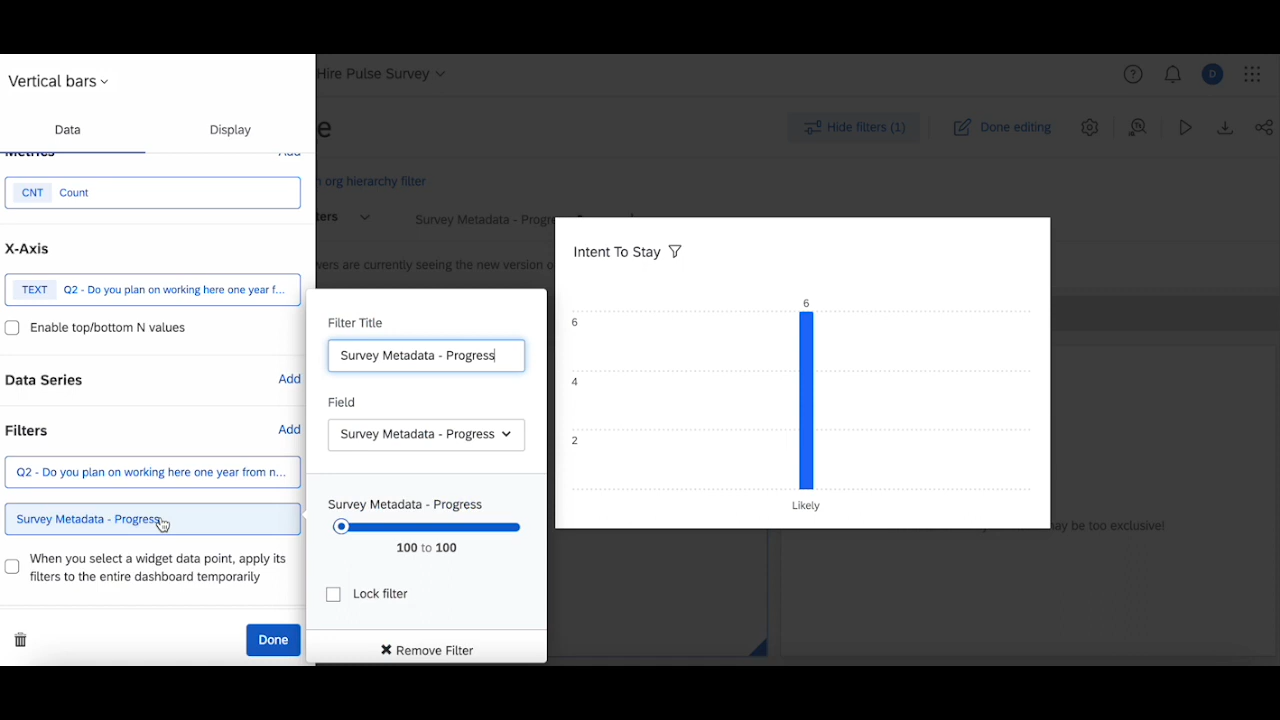 Vertical bars
Hire Pulse Survey
D
Data
Display
e
Hide filters (1)
Done editing
Metrics
Add
CNT Count
org hierarchy filter
X-Axis
Survey Metadata - Progre
TEXT Q2 - Do you plan on working here one year f...
are currently seeing the new version o
Intent To Stay
Enable top/bottom N values
Data Series
Add
Filters
Add
Q2 - Do you plan on working here one year from n...
Survey Metadata - Progress
When you select a widget data point, apply its
filters to the entire dashboard temporarily
Done
Filter Title
Survey Metadata - Progress
Field
Survey Metadata - Progress
Survey Metadata - Progress
100 to 100
Lock filter
Remove Filter
6
6
4
2
Likely
may be too exclusive!